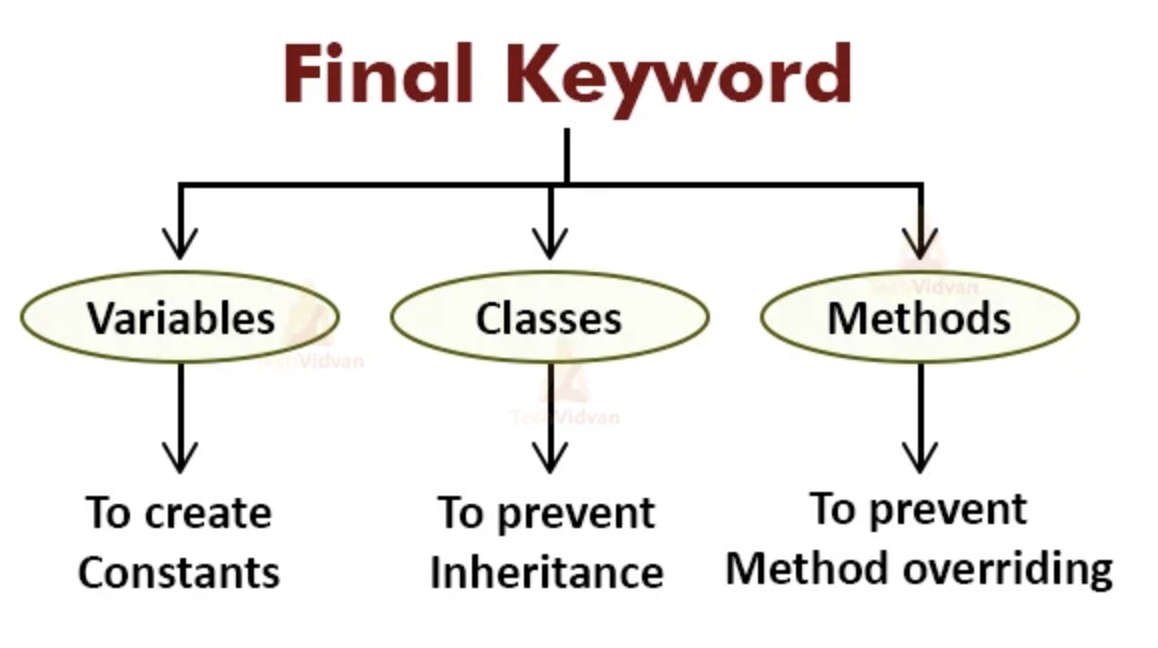 Final Keyword
Variables
Classes
Methods
TechVidvan
TechVidvan
TechVidvan
To create
Constants
To prevent
Inheritance
To prevent
Method overriding